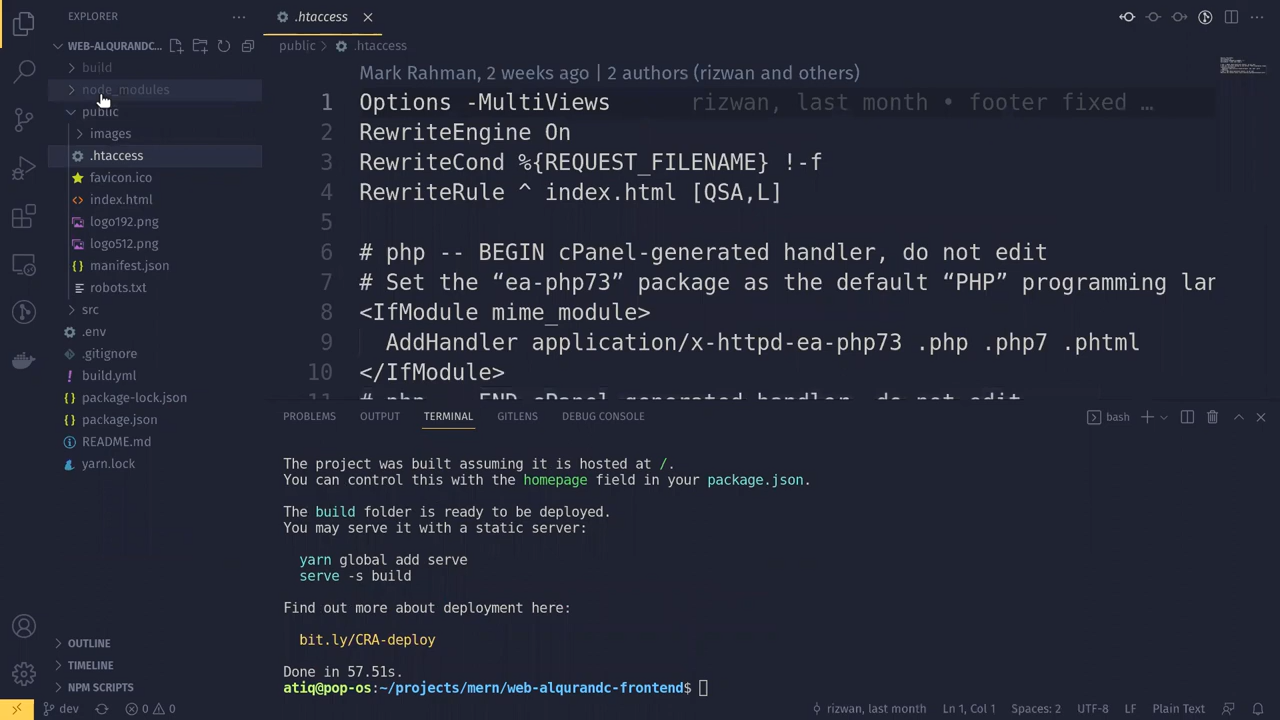 EXPLORER
WEB-ALQURANDC...
build
node_modules
public
images
.htaccess
favicon.ico
index.html
logo192.png
logo512.png
manifest.json
robots.txt
src
.env
.gitignore
build.yml
package-lock.json
package.json
README.md
yarn.lock
OUTLINE
TIMELINE
NPM SCRIPTS
.htaccess
public > .htaccess
Mark Rahman, 2 weeks ago | 2 authors (rizwan and others)
1 Options -MultiViews rizwan, last month • footer fixed …
2 RewriteEngine On
3 RewriteCond %{REQUEST_FILENAME} !-f
4 RewriteRule ^ index.html [QSA,L]
5
6 # php -- BEGIN cPanel-generated handler, do not edit
7 # Set the “ea-php73” package as the default “PHP” programming lar
8 <IfModule mime_module>
9 AddHandler application/x-httpd-ea-php73 .php .php7 .phtml
10 </IfModule>
11 # php -- END cPanel-generated handler, do not edit
PROBLEMS OUTPUT TERMINAL GITLENS DEBUG CONSOLE bash
The project was built assuming it is hosted at /.
You can control this with the homepage field in your package.json.
The build folder is ready to be deployed.
You may serve it with a static server:
yarn global add serve
serve -s build
Find out more about deployment here:
bit.ly/CRA-deploy
Done in 57.51s.
atiq@pop-os:~/projects/mern/web-alqurandc-frontend$
dev 0 0 rizwan, last month Ln 1, Col 1 Spaces: 2 UTF-8 LF Plain Text